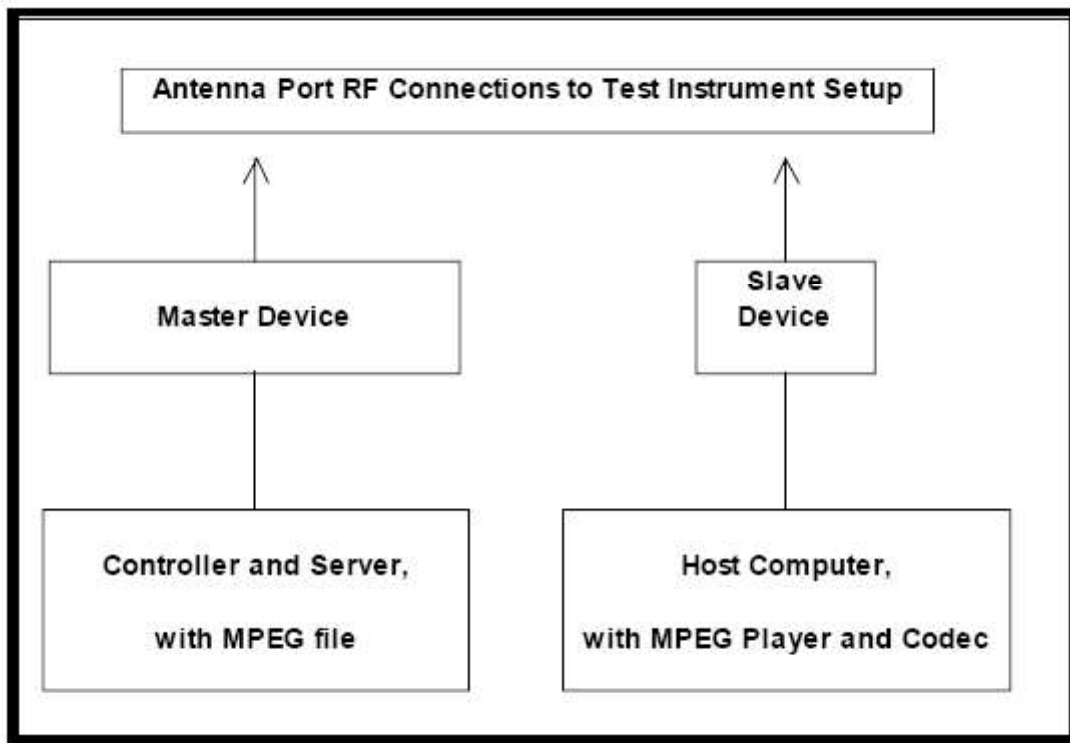 Antenna Port RF Connections to Test Instrument Setup
Master Device
Slave
Device
Controller and Server,
with MPEG file
Host Computer,
with MPEG Player and Codec